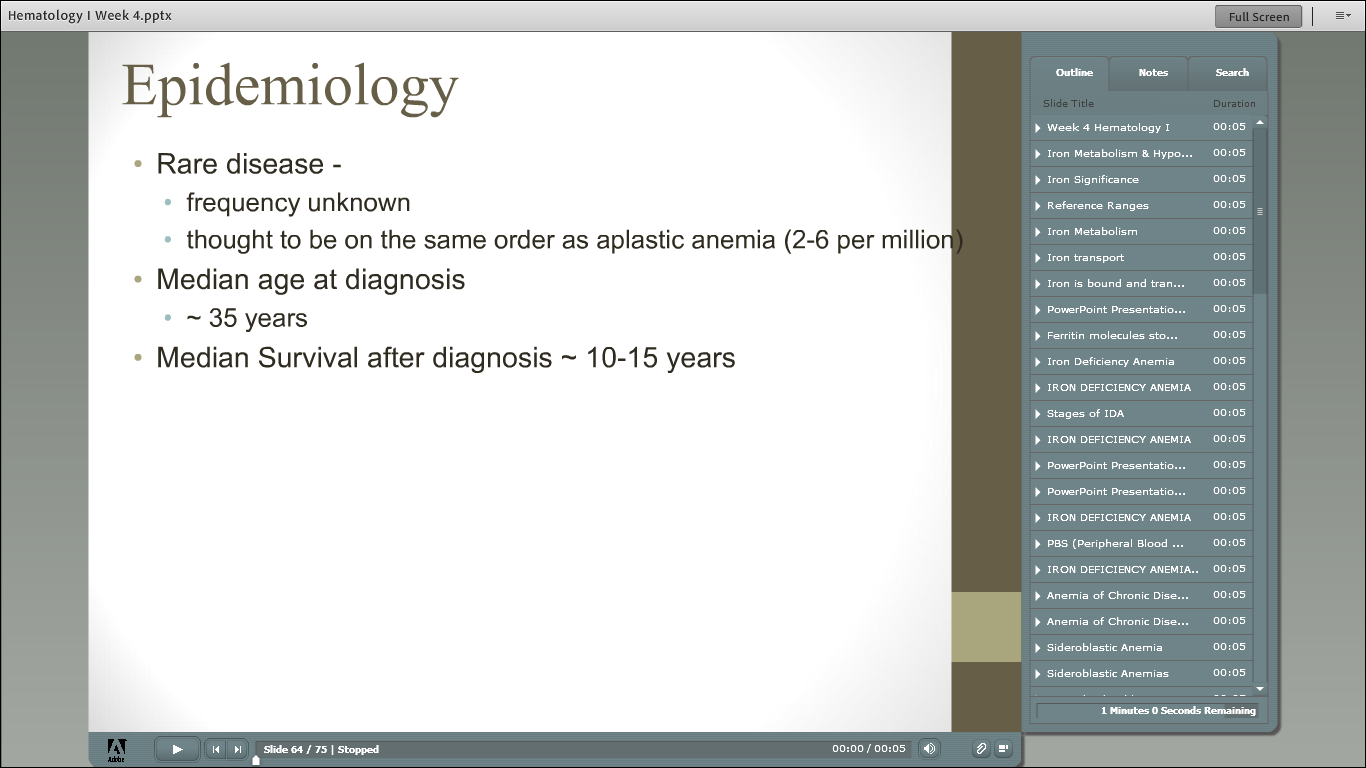 Hematology I Week 4.pptx
Full Screen
Epidemiology
• Rare disease -
• frequency unknown
• thought to be on the same order as aplastic anemia (2-6 per million)
• Median age at diagnosis
• ~ 35 years
• Median Survival after diagnosis ~ 10-15 years
Outline Notes Search
Slide Title Duration
Week 4 Hematology I 00:05
Iron Metabolism & Hypo... 00:05
Iron Significance 00:05
Reference Ranges 00:05
Iron Metabolism 00:05
Iron transport 00:05
Iron is bound and tran... 00:05
PowerPoint Presentatio... 00:05
Ferritin molecules sto... 00:05
Iron Deficiency Anemia 00:05
IRON DEFICIENCY ANEMIA 00:05
Stages of IDA 00:05
IRON DEFICIENCY ANEMIA 00:05
PowerPoint Presentatio... 00:05
PowerPoint Presentatio... 00:05
IRON DEFICIENCY ANEMIA 00:05
PBS (Peripheral Blood ... 00:05
IRON DEFICIENCY ANEMIA.. 00:05
Anemia of Chronic Dise... 00:05
Anemia of Chronic Dise... 00:05
Sideroblastic Anemia 00:05
Sideroblastic Anemias 00:05
1 Minutes 0 Seconds Remaining
Adobe
Slide 64 / 75 | Stopped 00:00 / 00:05